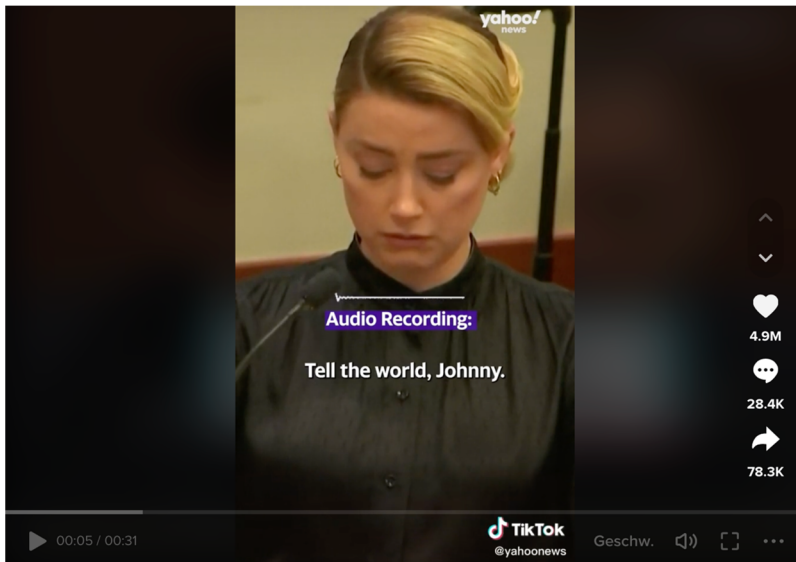 yahoo!
news
4.9M
Audio Recording:
Tell the world, Johnny.
28.4K
78.3K
00:05 / 00:31
TikTok
@yahoonews
Geschw.